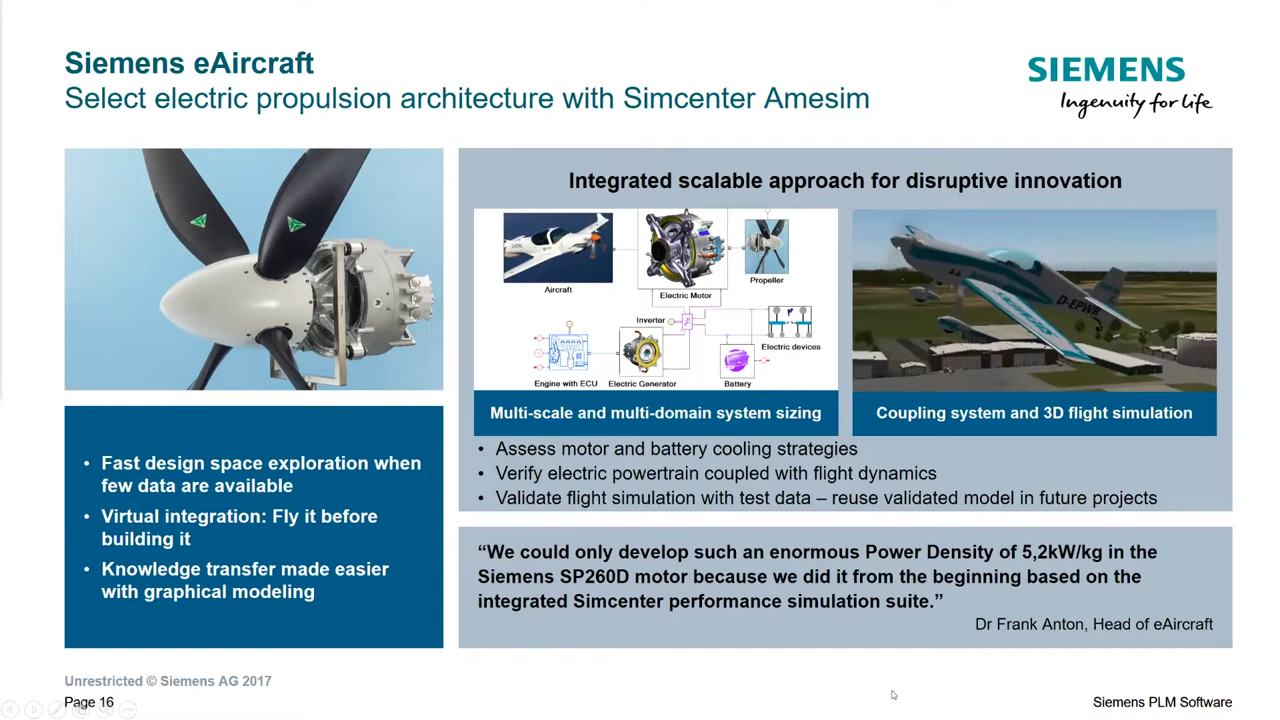 Siemens eAircraft
Select electric propulsion architecture with Simcenter Amesim
SIEMENS
Ingenuity for life
Integrated scalable approach for disruptive innovation
Aircraft
Electric Motor
Propeller
Inverter
Electric devices
Engine with ECU
Electric Generator
Battery
D-EPWR
Multi-scale and multi-domain system sizing
Coupling system and 3D flight simulation
• Assess motor and battery cooling strategies
• Verify electric powertrain coupled with flight dynamics
• Validate flight simulation with test data – reuse validated model in future projects
• Fast design space exploration when
few data are available
• Virtual integration: Fly it before
building it
• Knowledge transfer made easier
with graphical modeling
“We could only develop such an enormous Power Density of 5,2kW/kg in the
Siemens SP260D motor because we did it from the beginning based on the
integrated Simcenter performance simulation suite.”
Dr Frank Anton, Head of eAircraft
Unrestricted © Siemens AG 2017
Page 16
Siemens PLM Software